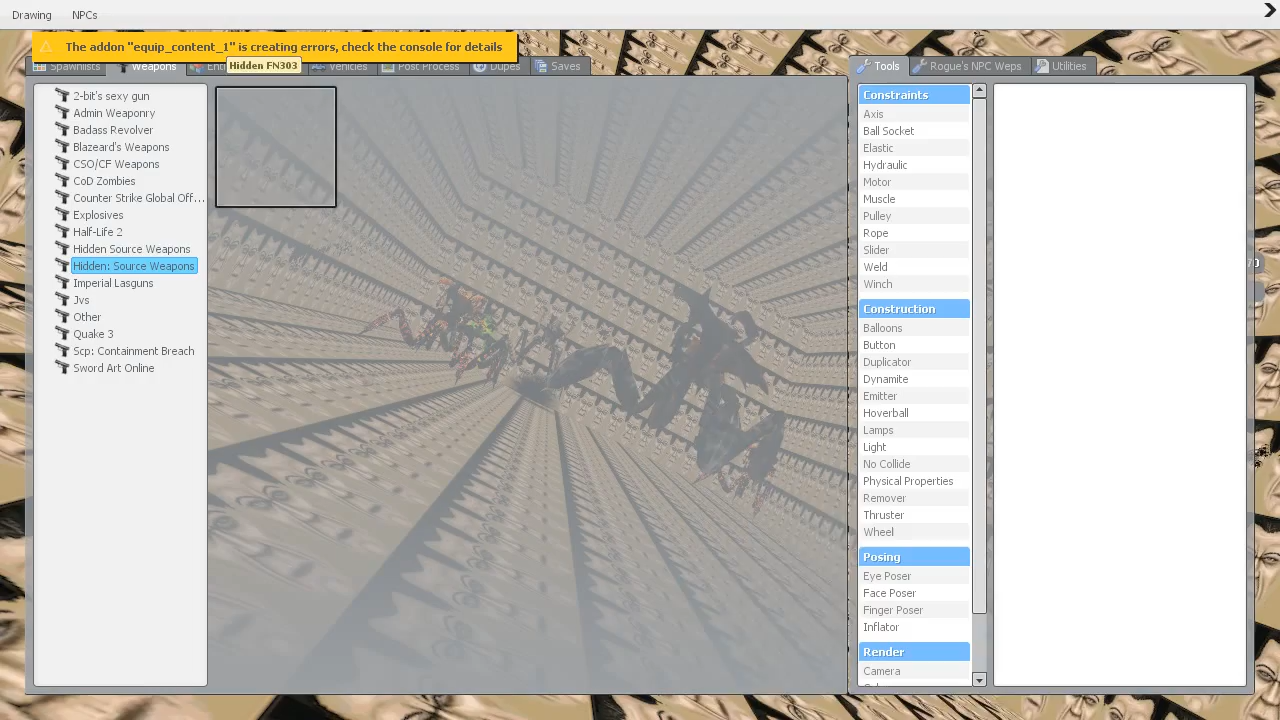 Drawing NPCs
The addon "equip_content_1" is creating errors, check the console for details
Spawnlists Weapons Vehicles Post Process Dupes Saves
Hidden FN303
2-bit's sexy gun
Admin Weaponry
Badass Revolver
Blazeard's Weapons
CSO/CF Weapons
CoD Zombies
Counter Strike Global Off...
Explosives
Half-Life 2
Hidden Source Weapons
Hidden: Source Weapons
Imperial Lasguns
Jvs
Other
Quake 3
Scp: Containment Breach
Sword Art Online
Tools Rogue's NPC Weps Utilities
Constraints
Axis
Ball Socket
Elastic
Hydraulic
Motor
Muscle
Pulley
Rope
Slider
Weld
Winch
Construction
Balloons
Button
Duplicator
Dynamite
Emitter
Hoverball
Lamps
Light
No Collide
Physical Properties
Remover
Thruster
Wheel
Posing
Eye Poser
Face Poser
Finger Poser
Inflator
Render
Camera